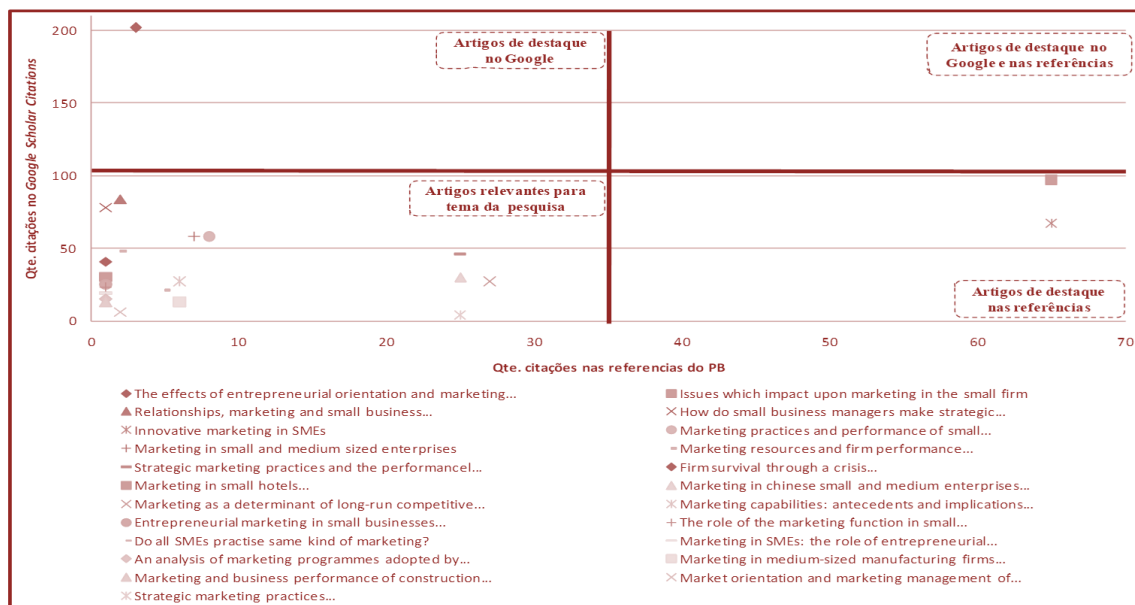 Qte. citações no Google Scholar Citations
200
150
100
50
0
Artigos de destaque
no Google
Artigos de destaque no
Google e nas referências
Artigos relevantes para
tema da pesquisa
Artigos de destaque
nas referências
0
10
20
30
40
50
60
70
Qte. citações nas referencias do PB
The effects of entrepreneurial orientation and marketing...
Issues which impact upon marketing in the small firm
Relationships, marketing and small business...
How do small business managers make strategic...
Innovative marketing in SMEs
Marketing practices and performance of small...
Marketing in small and medium sized enterprises
Marketing resources and firm performance...
Strategic marketing practices and the performancel...
Firm survival through a crisis...
Marketing in small hotels...
Marketing in chinese small and medium enterprises...
Marketing as a determinant of long-run competitive...
Marketing capabilities: antecedents and implications...
Entrepreneurial marketing in small businesses...
The role of the marketing function in small...
Do all SMEs practise same kind of marketing?
Marketing in SMEs: the role of entrepreneurial...
An analysis of marketing programmes adopted by...
Marketing in medium-sized manufacturing firms...
Marketing and business performance of construction...
Market orientation and marketing management of...
Strategic marketing practices...